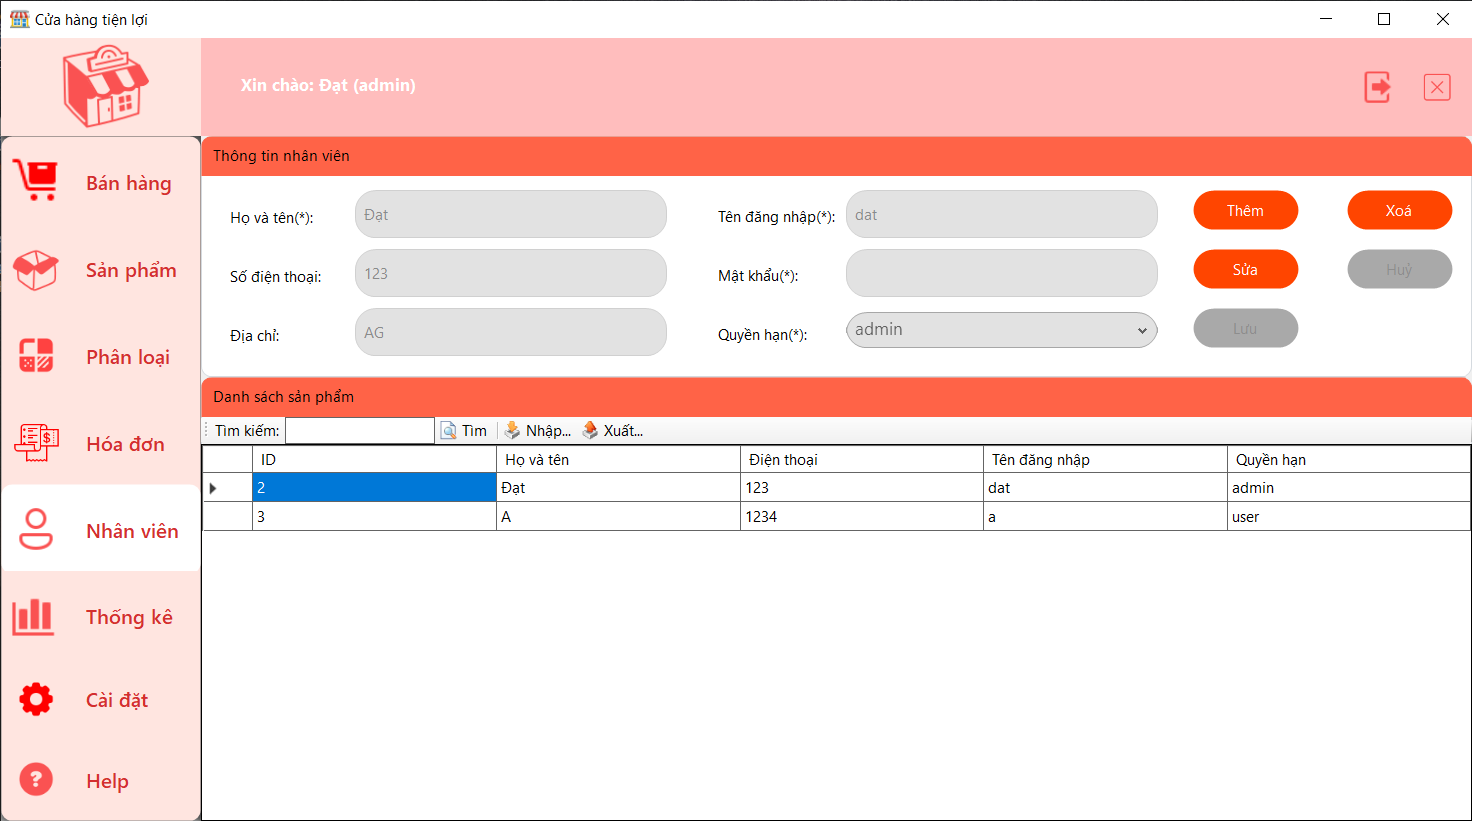 Cửa hàng tiện lợi
Xin chào: Đạt (admin)
Bán hàng
Sản phẩm
Phân loại
Hóa đơn
Nhân viên
Thống kê
Cài đặt
Help
Thông tin nhân viên
Họ và tên(*): Đạt Tên đăng nhập(*): dat Thêm Xoá
Số điện thoại: 123 Mật khẩu(*): Sửa Huỷ
Địa chỉ: AG Quyền hạn(*): admin Lưu
Danh sách sản phẩm
Tìm kiếm: Tìm Nhập... Xuất...
ID Họ và tên Điện thoại Tên đăng nhập Quyền hạn
2 Đạt 123 dat admin
3 A 1234 a user